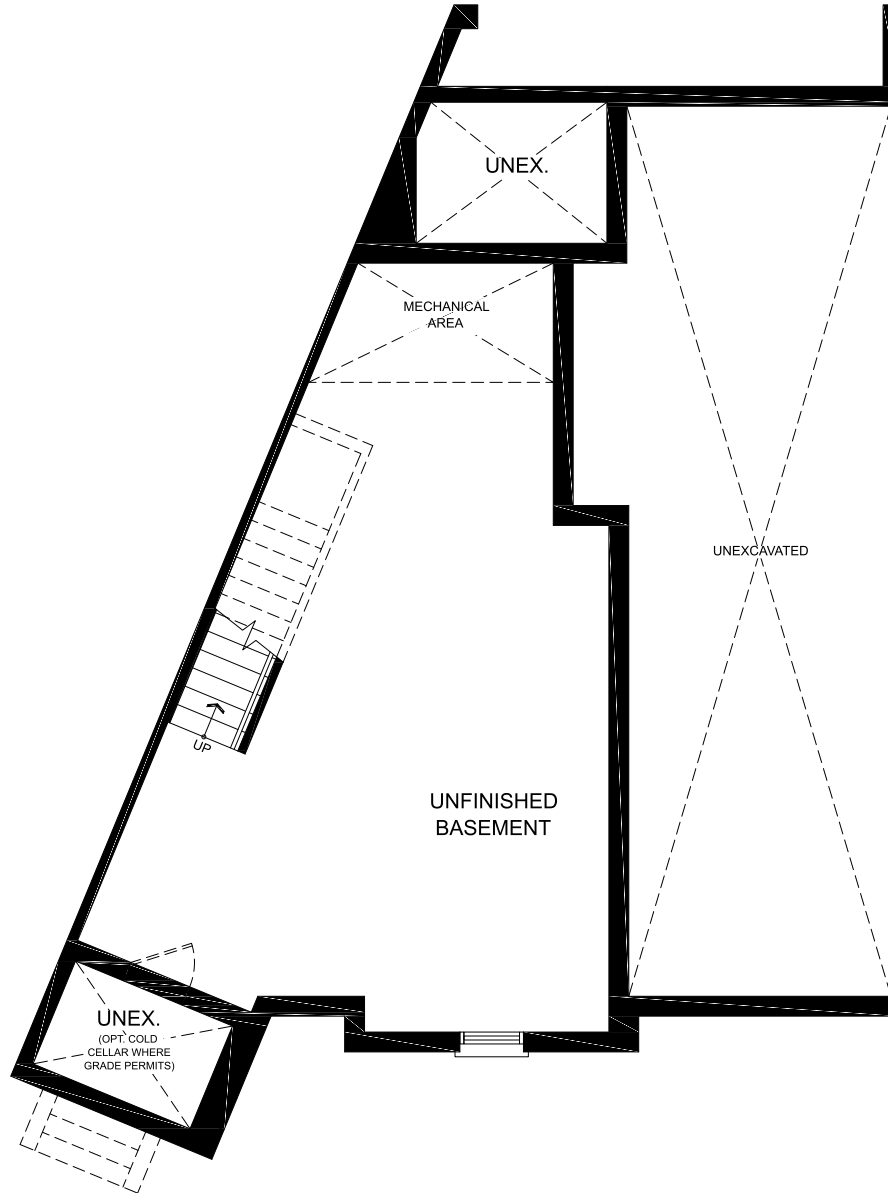 UNEX.
MECHANICAL
AREA
UNEXCAVATED
UP
UNFINISHED
BASEMENT
UNEX.
(OPT. COLD
CELLAR WHERE
GRADE PERMITS)